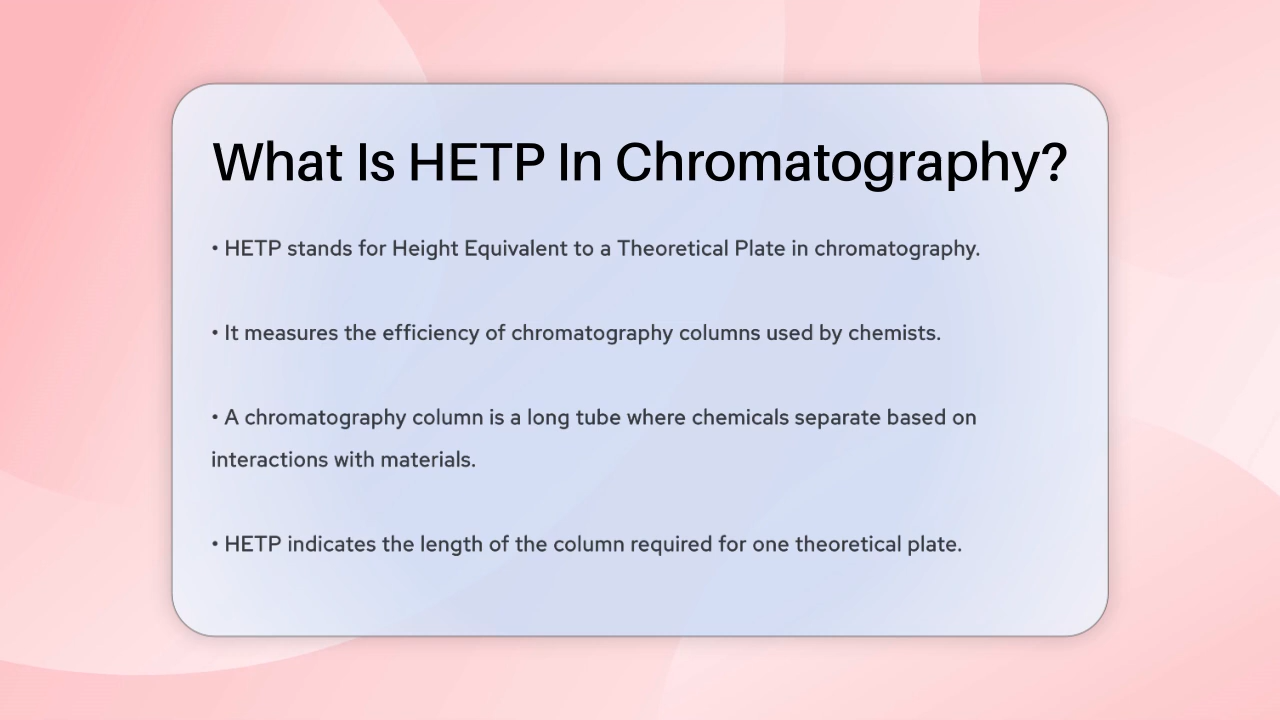 What Is HETP In Chromatography?
• HETP stands for Height Equivalent to a Theoretical Plate in chromatography.
• It measures the efficiency of chromatography columns used by chemists.
• A chromatography column is a long tube where chemicals separate based on
interactions with materials.
• HETP indicates the length of the column required for one theoretical plate.